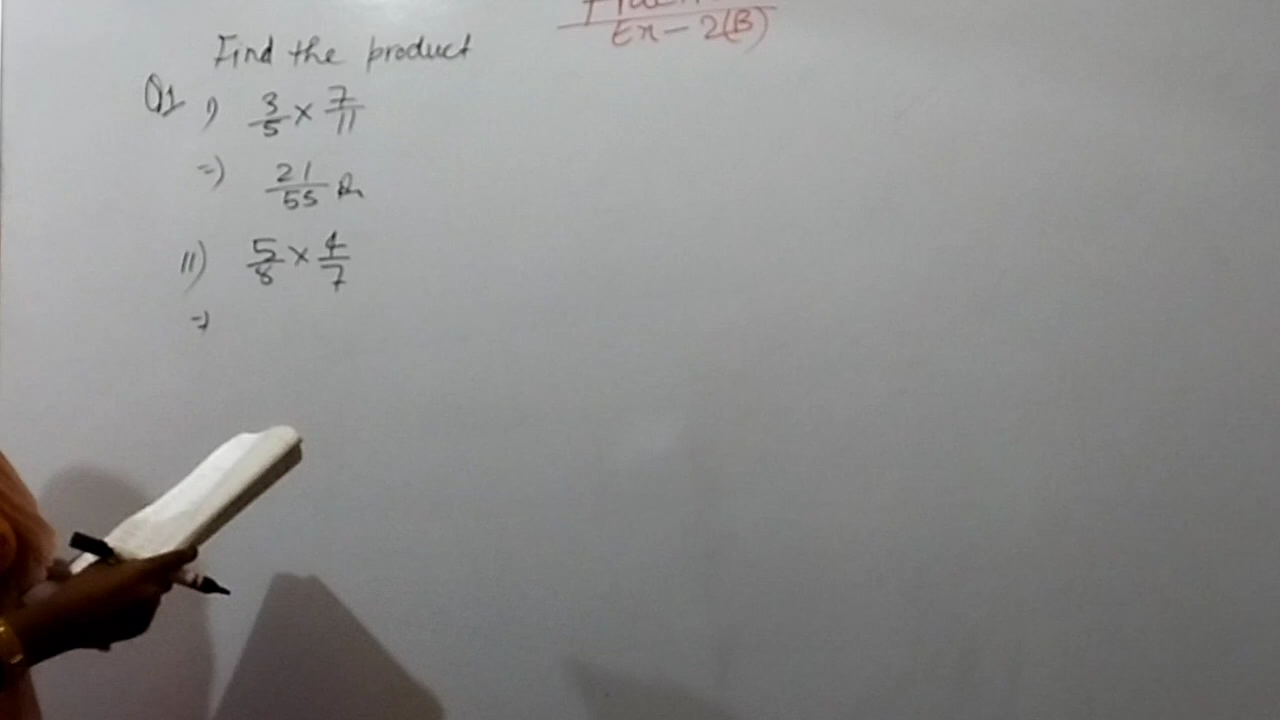 Ex - 2(B)
Find the product
Q1 i) 3/5 × 7/11
=) 21/55
ii) 5/8 × 4/7
=)